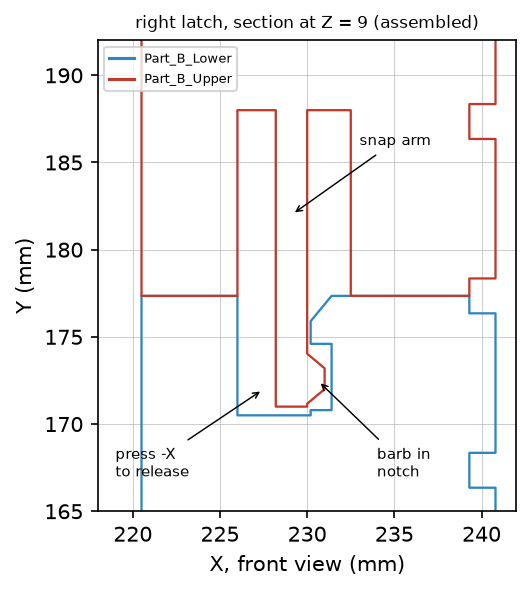 right latch, section at Z = 9 (assembled)
Part_B_Lower
Part_B_Upper
190
185
180
175
170
165
snap arm
press -X
to release
barb in
notch
220
225
230
235
240
X, front view (mm)
Y (mm)